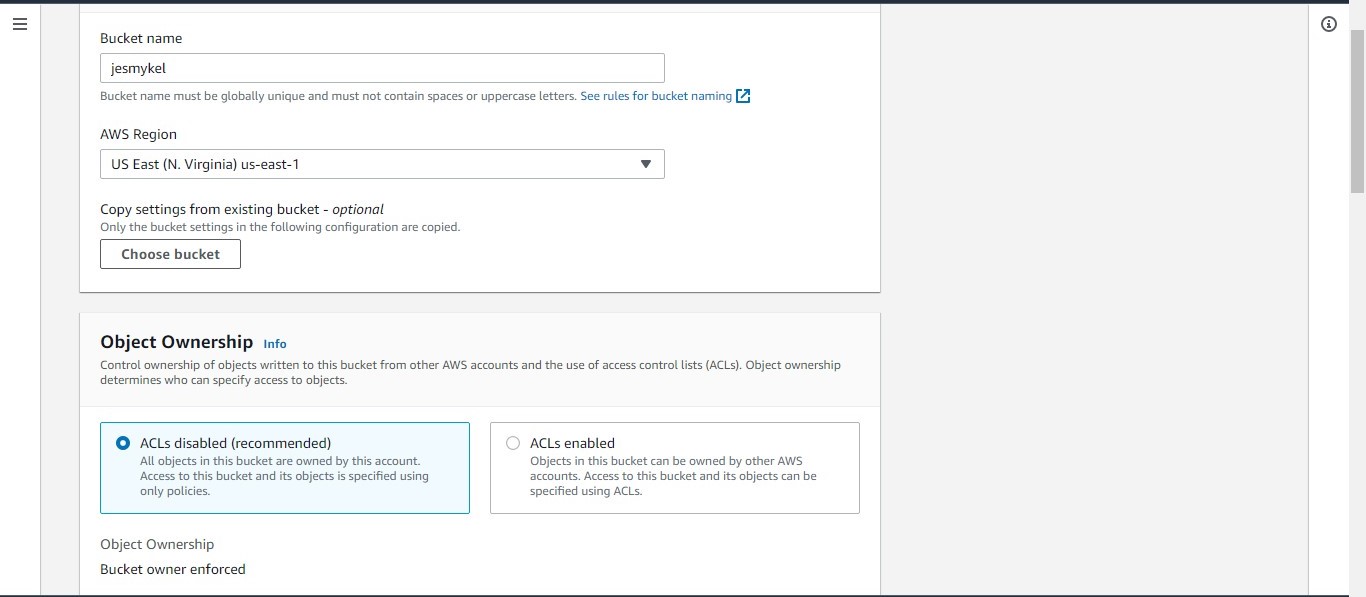 Bucket name
jesmykel
Bucket name must be globally unique and must not contain spaces or uppercase letters. See rules for bucket naming
AWS Region
US East (N. Virginia) us-east-1
Copy settings from existing bucket - optional
Only the bucket settings in the following configuration are copied.
Choose bucket
Object Ownership Info
Control ownership of objects written to this bucket from other AWS accounts and the use of access control lists (ACLs). Object ownership
determines who can specify access to objects.
ACLs disabled (recommended)
All objects in this bucket are owned by this account.
Access to this bucket and its objects is specified using
only policies.
ACLs enabled
Objects in this bucket can be owned by other AWS
accounts. Access to this bucket and its objects can be
specified using ACLs.
Object Ownership
Bucket owner enforced